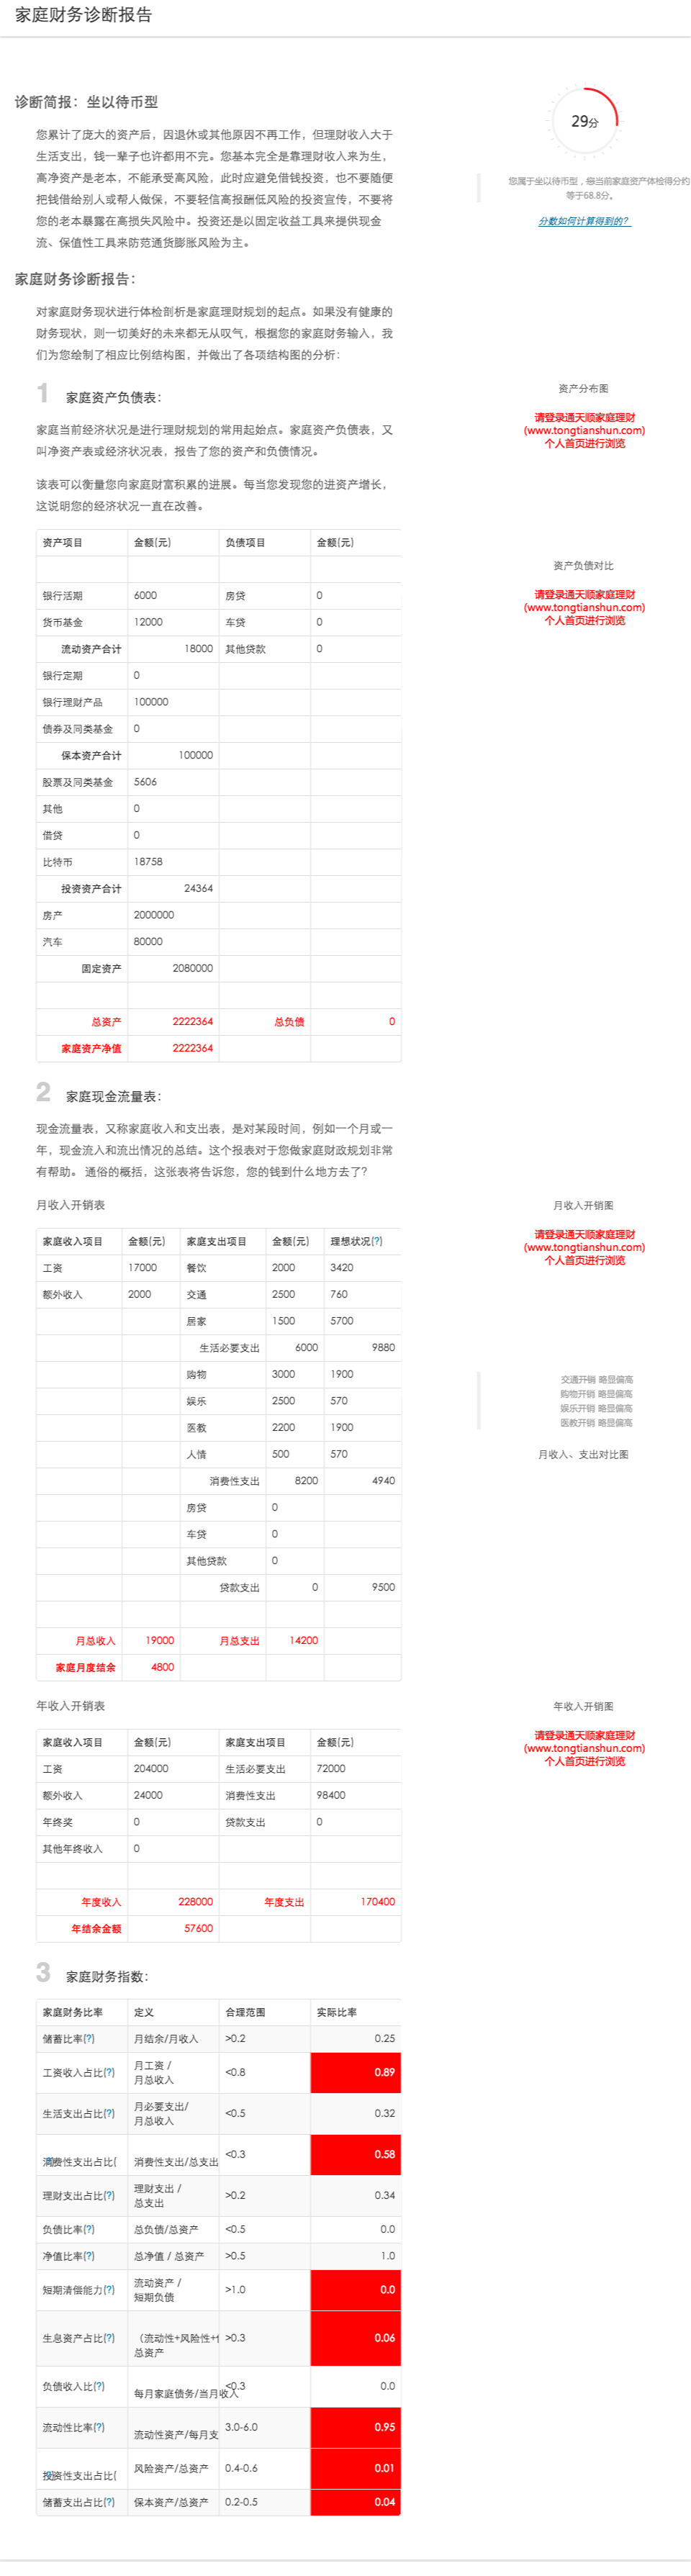 家庭财务诊断报告
诊断简报：坐以待币型
您累计了庞大的资产后，因退休或其他原因不再工作，但理财收入大于
生活支出，钱一辈子也许都用不完。您基本完全是靠理财收入来为生，
高净资产是老本，不能承受高风险，此时应避免借钱投资，也不要随便
把钱借给别人或帮人做保，不要轻信高报酬低风险的投资宣传，不要将
您的老本暴露在高损失风险中。投资还是以固定收益工具来提供现金
流、保值性工具来防范通货膨胀风险为主。
29分
您属于坐以待币型，您当前家庭资产体检得分约
等于68.8分。
分数如何计算得到的？
家庭财务诊断报告：
对家庭财务现状进行体检剖析是家庭理财规划的起点。如果没有健康的
财务现状，则一切美好的未来都无从叹气，根据您的家庭财务输入，我
们为您绘制了相应比例结构图，并做出了各项结构图的分析：
1 家庭资产负债表：
家庭当前经济状况是进行理财规划的常用起始点。家庭资产负债表，又
叫净资产表或经济状况表，报告了您的资产和负债情况。
该表可以衡量您向家庭财富积累的进展。每当您发现您的进资产增长，
这说明您的经济状况一直在改善。
资产分布图
请登录通天顺家庭理财
(www.tongtianshun.com)
个人首页进行浏览
资产项目 金额(元) 负债项目 金额(元)
银行活期 6000 房贷 0
货币基金 12000 车贷 0
流动资产合计 18000 其他贷款 0
银行定期 0
银行理财产品 100000
债券及同类基金 0
保本资产合计 100000
股票及同类基金 5606
其他 0
借贷 0
比特币 18758
投资资产合计 24364
房产 2000000
汽车 80000
固定资产 2080000
总资产 2222364 总负债 0
家庭资产净值 2222364
资产负债对比
请登录通天顺家庭理财
(www.tongtianshun.com)
个人首页进行浏览
2 家庭现金流量表：
现金流量表，又称家庭收入和支出表，是对某段时间，例如一个月或一
年，现金流入和流出情况的总结。这个报表对于您做家庭财政规划非常
有帮助。 通俗的概括，这张表将告诉您，您的钱到什么地方去了？
月收入开销表
家庭收入项目 金额(元) 家庭支出项目 金额(元) 理想状况(?)
工资 17000 餐饮 2000 3420
额外收入 2000 交通 2500 760
居家 1500 5700
生活必要支出 6000 9880
购物 3000 1900
娱乐 2500 570
医教 2200 1900
人情 500 570
消费性支出 8200 4940
房贷 0
车贷 0
其他贷款 0
贷款支出 0 9500
月总收入 19000 月总支出 14200
家庭月度结余 4800
月收入开销图
请登录通天顺家庭理财
(www.tongtianshun.com)
个人首页进行浏览
交通开销 略显偏高
购物开销 略显偏高
娱乐开销 略显偏高
医教开销 略显偏高
月收入、支出对比图
年收入开销表
家庭收入项目 金额(元) 家庭支出项目 金额(元)
工资 204000 生活必要支出 72000
额外收入 24000 消费性支出 98400
年终奖 0 贷款支出 0
其他年终收入 0
年度收入 228000 年度支出 170400
年结余金额 57600
年收入开销图
请登录通天顺家庭理财
(www.tongtianshun.com)
个人首页进行浏览
3 家庭财务指数：
家庭财务比率 定义 合理范围 实际比率
储蓄比率(?) 月结余/月收入 >0.2 0.25
工资收入占比(?) 月工资 / 月总收入 <0.8 0.89
生活支出占比(?) 月必要支出/ 月总收入 <0.5 0.32
消费性支出占比( 消费性支出/总支出 <0.3 0.58
理财支出占比(?) 理财支出 / 总支出 >0.2 0.34
负债比率(?) 总负债/总资产 <0.5 0.0
净值比率(?) 总净值 / 总资产 >0.5 1.0
短期清偿能力(?) 流动资产 / 短期负债 >1.0 0.0
生息资产占比(?) （流动性+风险性+ 总资产 >0.3 0.06
负债收入比(?) 每月家庭债务/当月收入 <0.3 0.0
流动性比率(?) 流动性资产/每月支 3.0-6.0 0.95
投资性支出占比( 风险资产/总资产 0.4-0.6 0.01
储蓄支出占比(?) 保本资产/总资产 0.2-0.5 0.04